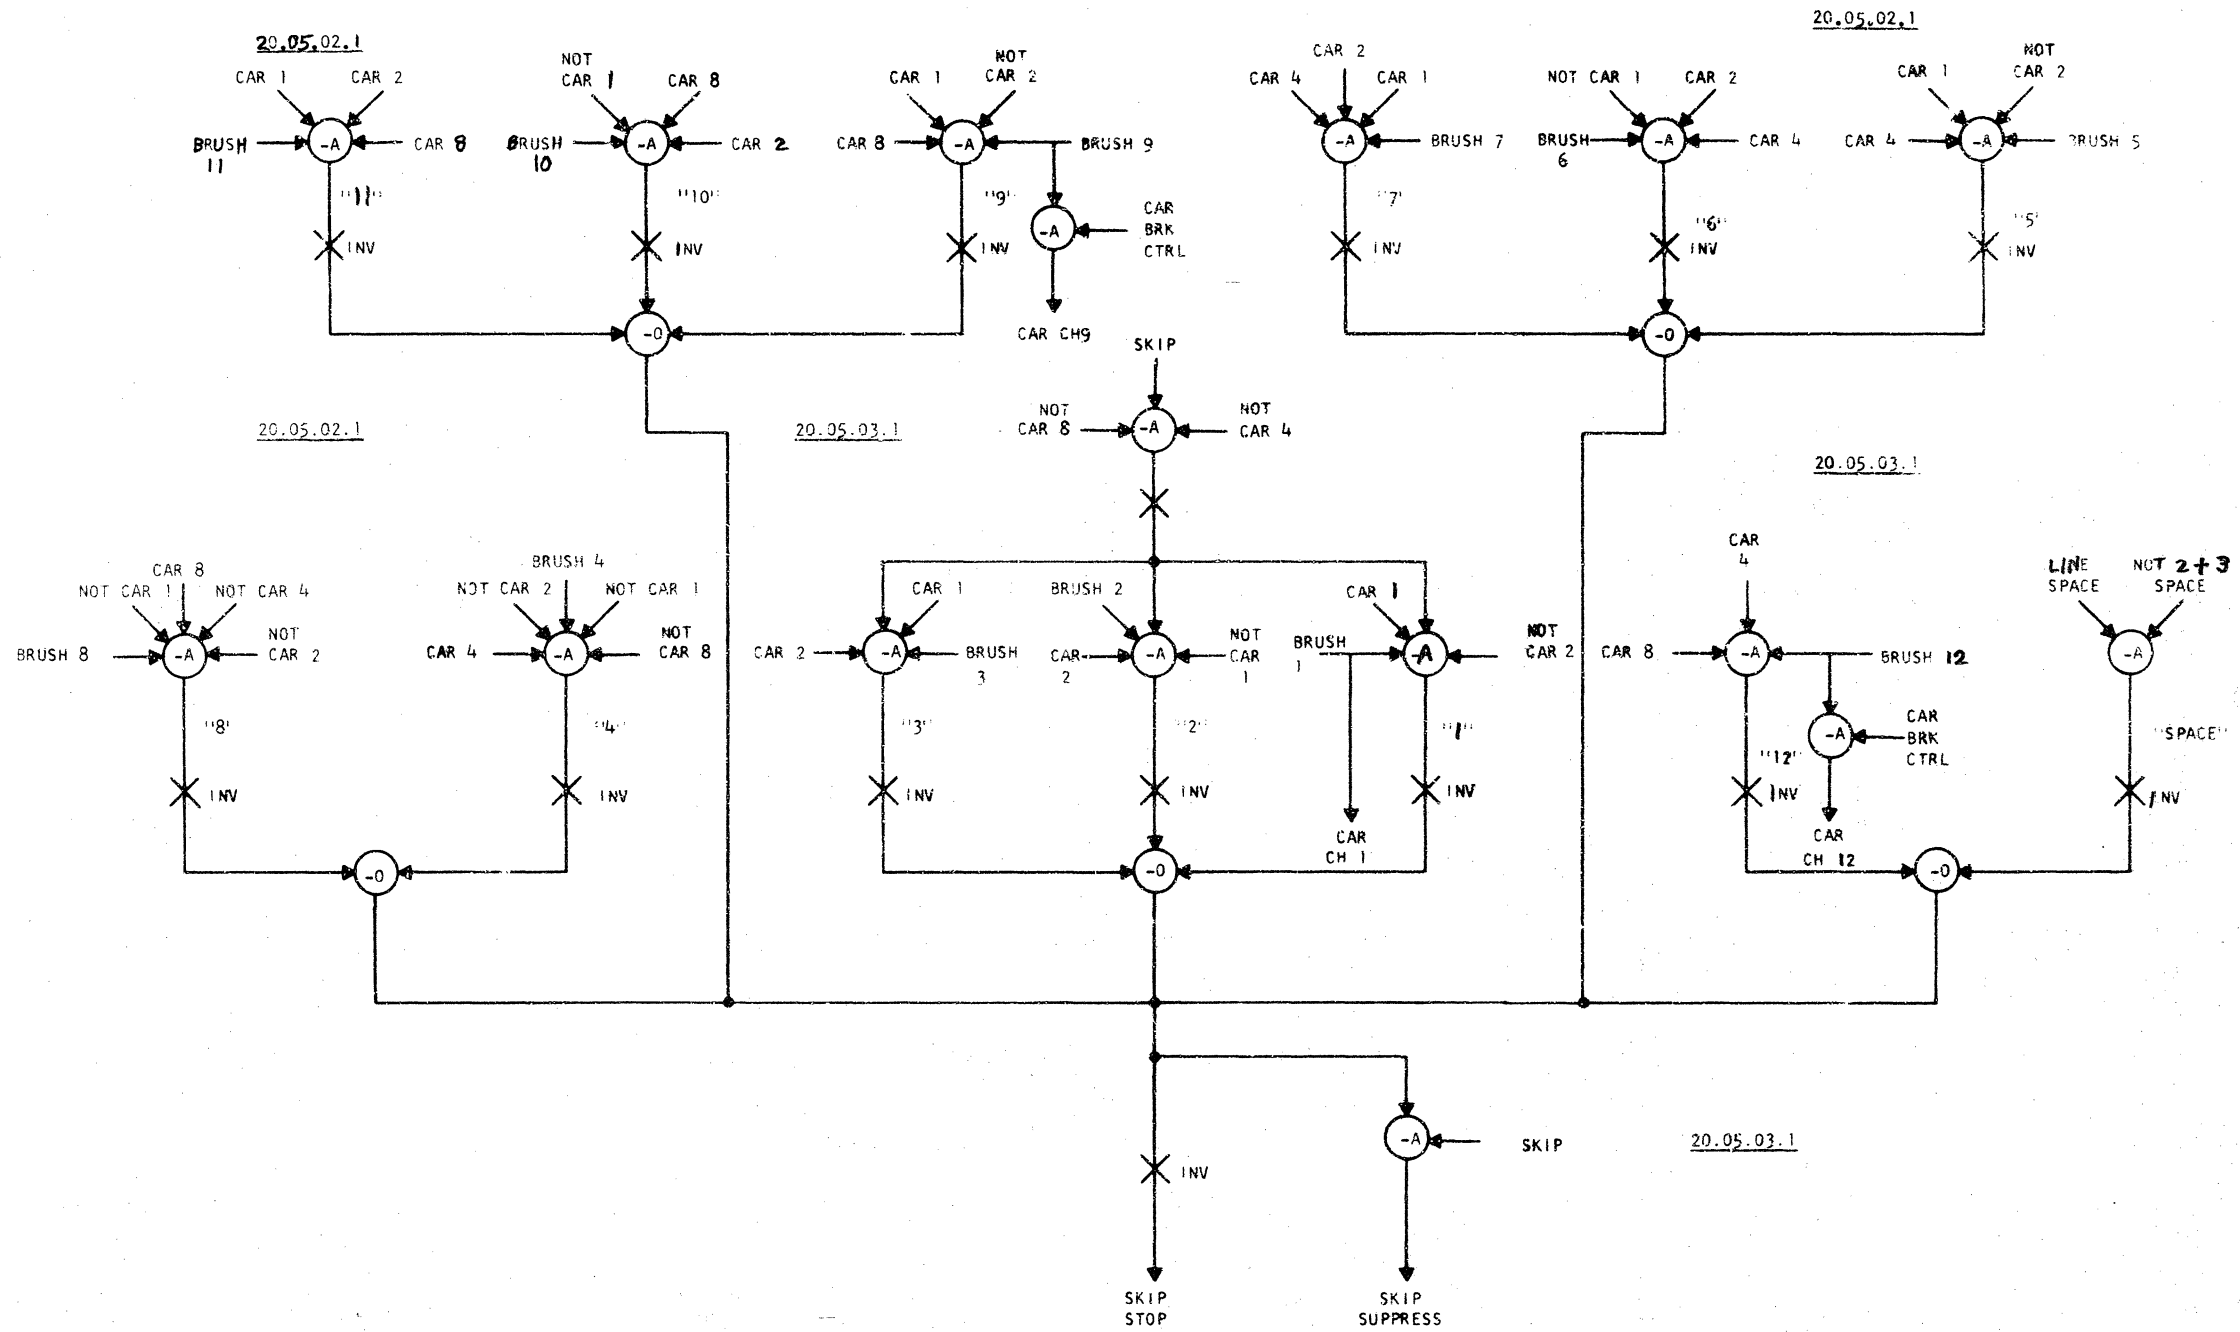 20.05.02.1
20.05.02.1
CAR 1
CAR 2
BRUSH
11
-A
CAR 8
"11"
INV
NOT
CAR 1
CAR 8
BRUSH
10
-A
CAR 2
"10"
INV
CAR 1
NOT
CAR 2
CAR 8
-A
BRUSH 9
"9"
INV
-A
CAR
BRK
CTRL
CAR CH9
-O
CAR 2
CAR 4
CAR 1
-A
BRUSH 7
"7'
INV
NOT CAR 1
CAR 2
BRUSH
6
-A
CAR 4
"6"
INV
CAR 1
NOT
CAR 2
CAR 4
-A
BRUSH 5
"5'
INV
-O
SKIP
NOT
CAR 8
-A
NOT
CAR 4
20.05.02.1
20.05.03.1
20.05.03.1
CAR 8
NOT CAR 1
NOT CAR 4
BRUSH 8
-A
NOT
CAR 2
"8'
INV
BRUSH 4
NOT CAR 2
NOT CAR 1
CAR 4
-A
NOT
CAR 8
"4"
INV
-O
CAR 1
CAR 2
-A
BRUSH
3
"3"
INV
BRUSH 2
CAR
2
-A
NOT
CAR
1
"2"
INV
CAR 1
BRUSH
1
-A
NOT
CAR 2
"1"
INV
CAR
CH 1
-O
CAR
4
CAR 8
-A
BRUSH 12
"12"
INV
-A
CAR
BRK
CTRL
CAR
CH 12
LINE
SPACE
NOT 2+3
SPACE
-A
"SPACE"
INV
-O
-A
SKIP
20.05.03.1
INV
SKIP
STOP
SKIP
SUPPRESS